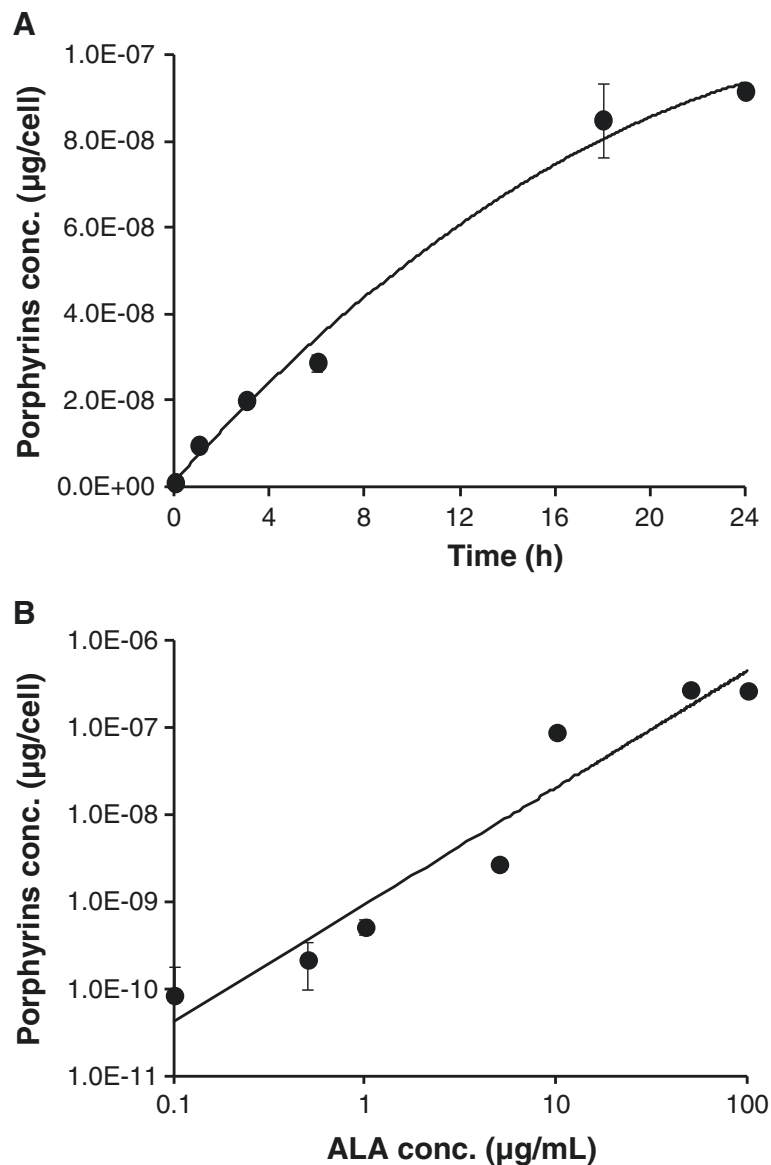 A
Porphyrins conc. (µg/cell)
1.0E-07
8.0E-08
6.0E-08
4.0E-08
2.0E-08
0.0E+00
0 4 8 12 16 20 24
Time (h)
B
Porphyrins conc. (µg/cell)
1.0E-06
1.0E-07
1.0E-08
1.0E-09
1.0E-10
1.0E-11
0.1 1 10 100
ALA conc. (µg/mL)